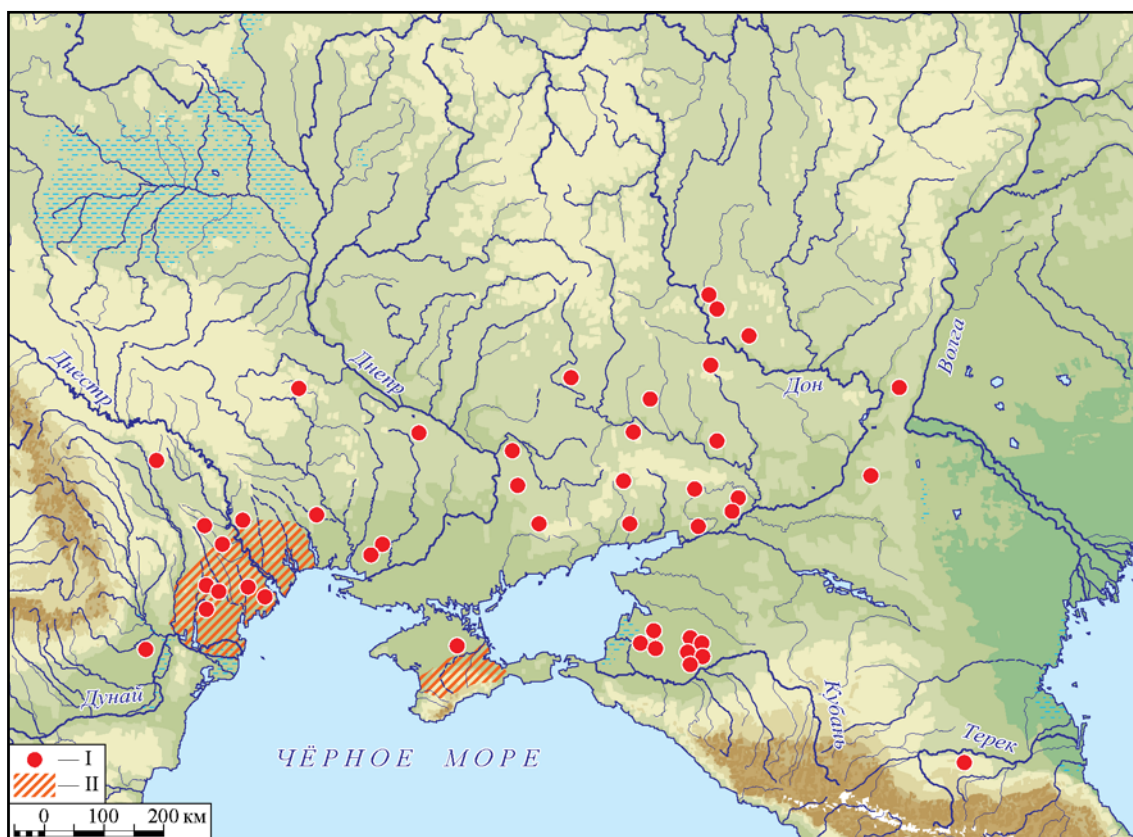 Волга
Днестр
Днепр
Дон
Дунай
Кубань
Терек
ЧЁРНОЕ МОРЕ
— I
— II
0 100 200 км